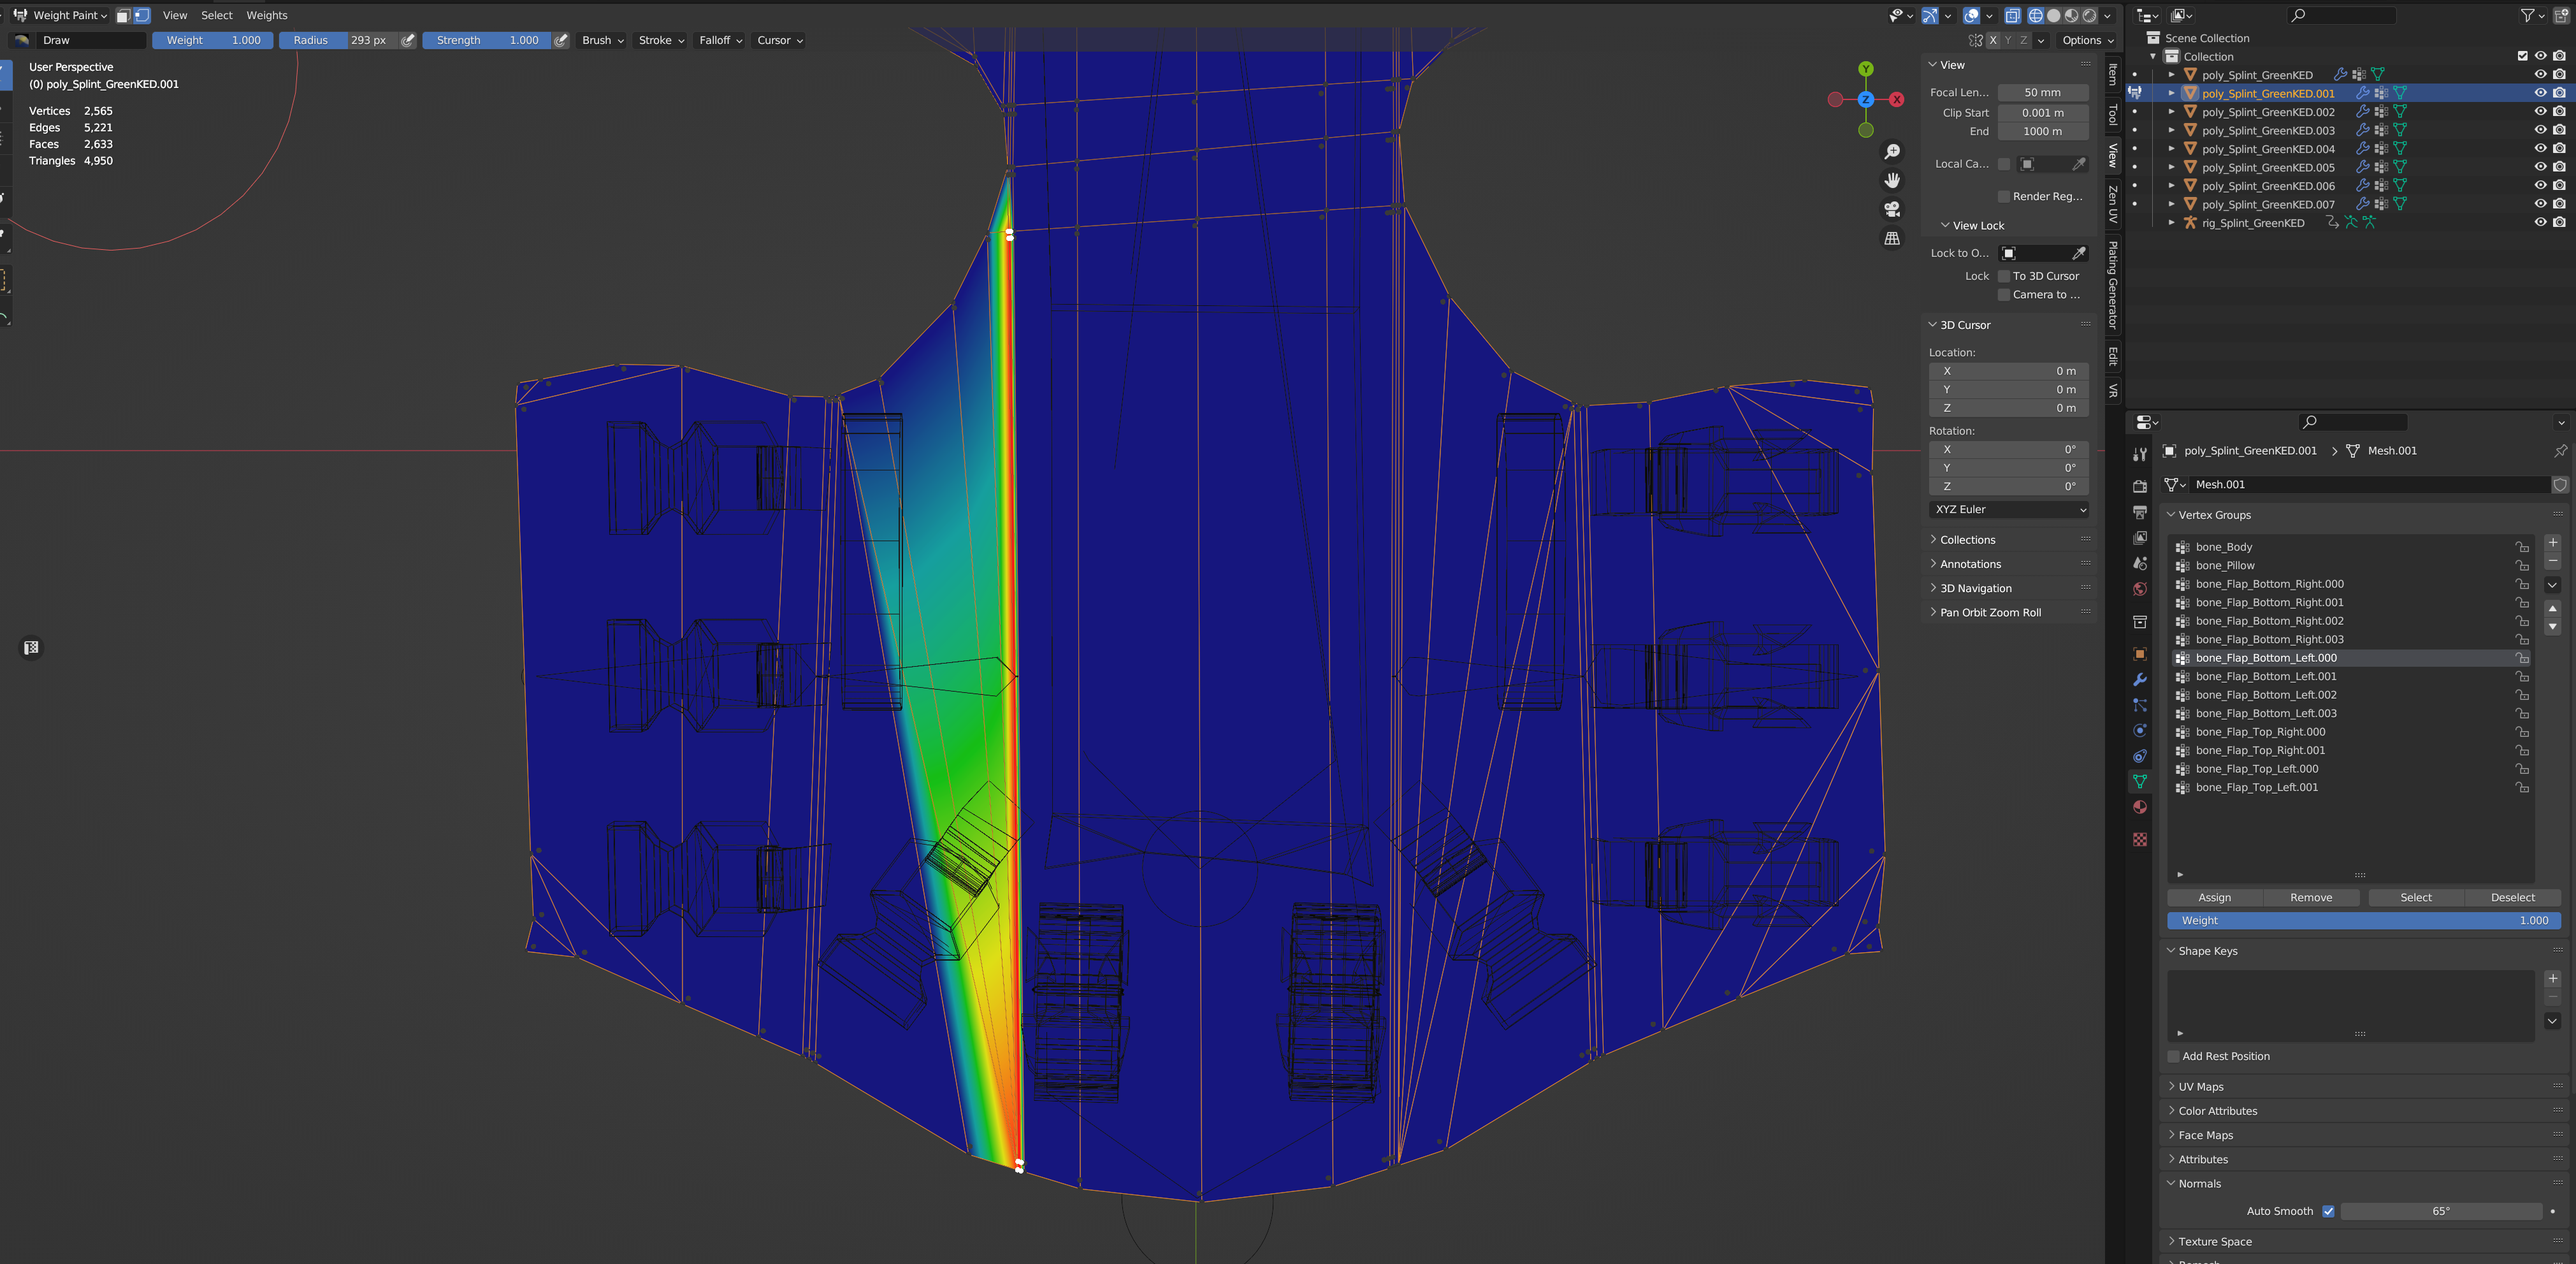 Weight Paint View Select Weights
Draw Weight 1.000 Radius 293 px Strength 1.000 Brush Stroke Falloff Cursor X Y Z Options
User Perspective
(0) poly_Splint_GreenKED.001
Vertices 2,565
Edges 5,221
Faces 2,633
Triangles 4,950
Y
Z X
View
Focal Len... 50 mm
Clip Start 0.001 m
End 1000 m
Local Ca...
Render Reg...
View Lock
Lock to O...
Lock To 3D Cursor
Camera to ...
3D Cursor
Location:
X 0 m
Y 0 m
Z 0 m
Rotation:
X 0°
Y 0°
Z 0°
XYZ Euler
Collections
Annotations
3D Navigation
Pan Orbit Zoom Roll
Item
Tool
View
Zen UV
Plating Generator
Edit
VR
Scene Collection
Collection
poly_Splint_GreenKED
poly_Splint_GreenKED.001
poly_Splint_GreenKED.002
poly_Splint_GreenKED.003
poly_Splint_GreenKED.004
poly_Splint_GreenKED.005
poly_Splint_GreenKED.006
poly_Splint_GreenKED.007
rig_Splint_GreenKED
poly_Splint_GreenKED.001 Mesh.001
Mesh.001
Vertex Groups
bone_Body
bone_Pillow
bone_Flap_Bottom_Right.000
bone_Flap_Bottom_Right.001
bone_Flap_Bottom_Right.002
bone_Flap_Bottom_Right.003
bone_Flap_Bottom_Left.000
bone_Flap_Bottom_Left.001
bone_Flap_Bottom_Left.002
bone_Flap_Bottom_Left.003
bone_Flap_Top_Right.000
bone_Flap_Top_Right.001
bone_Flap_Top_Left.000
bone_Flap_Top_Left.001
Assign Remove Select Deselect
Weight 1.000
Shape Keys
Add Rest Position
UV Maps
Color Attributes
Face Maps
Attributes
Normals
Auto Smooth 65°
Texture Space